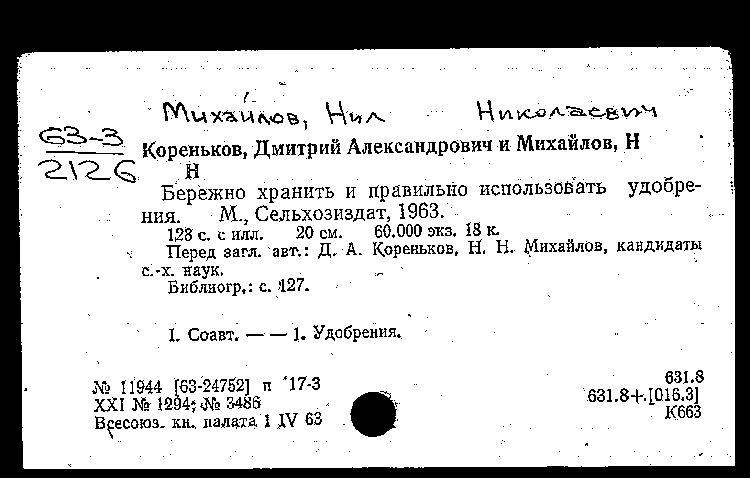 Михайлов, Нил Николаевич
63-3
2126
Кореньков, Дмитрий Александрович и Михайлов, Н
Н
Бережно хранить и правильно использовать удобре-
ния. М., Сельхозиздат, 1963.
128 с. с илл. 20 см. 60.000 экз. 18 к.
Перед загл. авт.: Д. А. Кореньков, Н. Н. Михайлов, кандидаты
с.-х. наук.
Библиогр.: с. 127.
I. Соавт. — — 1. Удобрения.
№ 11944 [63-24752] п 17-3
XXI № 1294; № 3486
Всесоюз. кн. палата 1 IV 63
631.8
631.8+[016.3]
К663